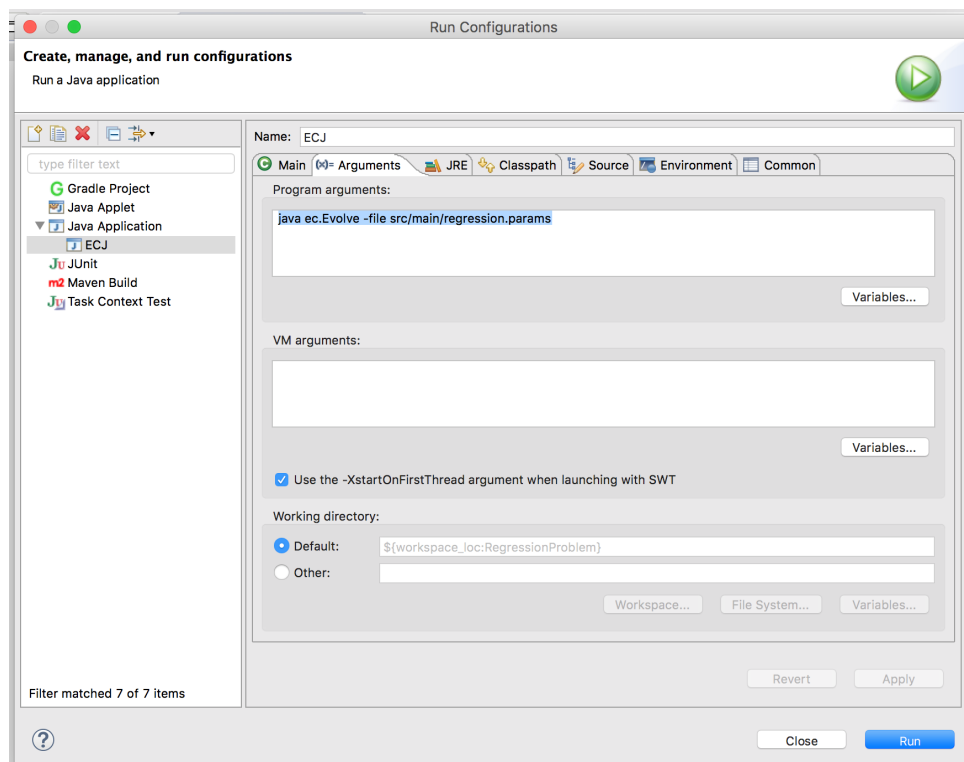 Run Configurations
Create, manage, and run configurations
Run a Java application
Name: ECJ
type filter text
Gradle Project
Java Applet
Java Application
ECJ
JUnit
Maven Build
Task Context Test
Filter matched 7 of 7 items
Main (x)= Arguments JRE Classpath Source Environment Common
Program arguments:
java ec.Evolve -file src/main/regression.params
Variables...
VM arguments:
Variables...
Use the -XstartOnFirstThread argument when launching with SWT
Working directory:
Default: ${workspace_loc:RegressionProblem}
Other:
Workspace... File System... Variables...
Revert Apply
? Close Run